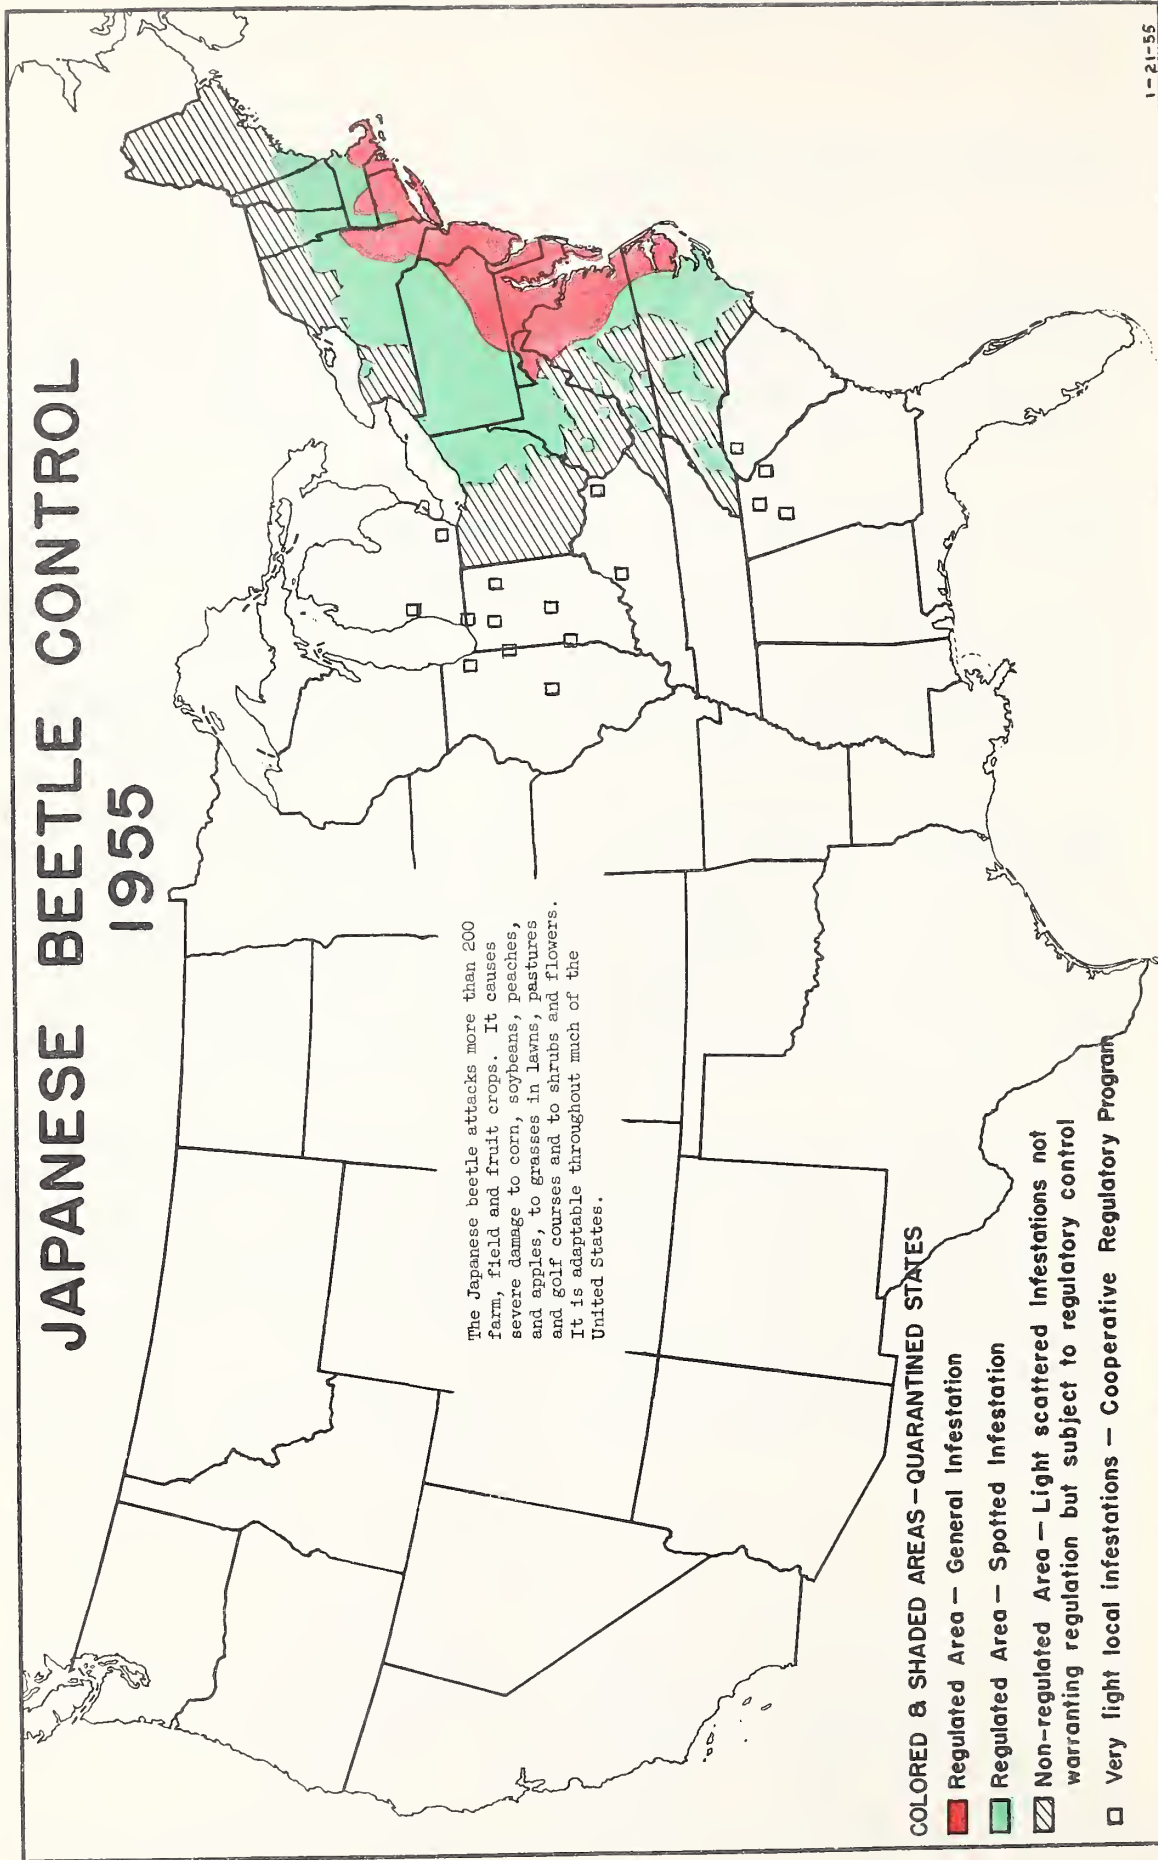 JAPANESE BEETLE CONTROL
1955
The Japanese beetle attacks more than 200
farm, field and fruit crops. It causes
severe damage to corn, soybeans, peaches,
and apples, to grasses in lawns, pastures
and golf courses and to shrubs and flowers.
It is adaptable throughout much of the
United States.
COLORED & SHADED AREAS — QUARANTINED STATES
Regulated Area — General Infestation
Regulated Area — Spotted Infestation
Non-regulated Area — Light scattered Infestations not
warranting regulation but subject to regulatory control
Very light local infestations — Cooperative Regulatory Program
1-21-55